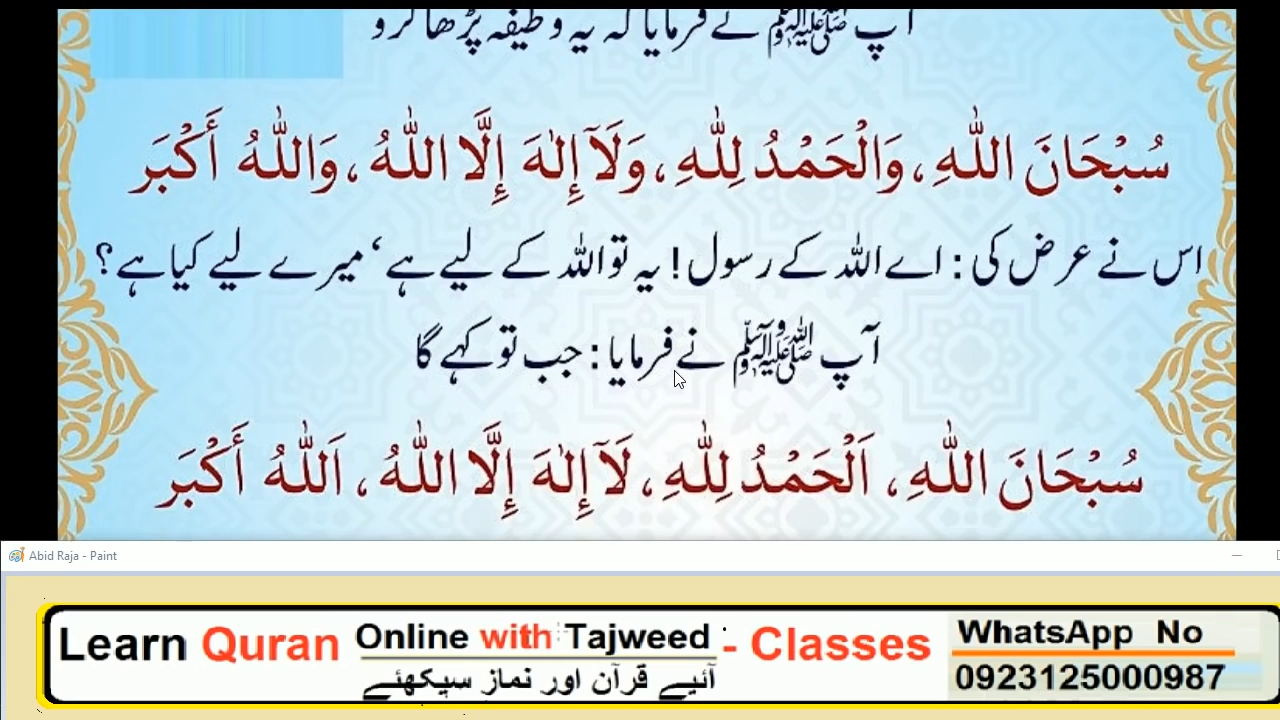 آپ ﷺ نے فرمایا کہ یہ وظیفہ پڑھا کرو
سُبْحَانَ اللّٰهِ، وَالْحَمْدُ لِلّٰهِ، وَلَآ إِلٰهَ إِلَّا اللّٰهُ، وَاللّٰهُ أَكْبَر
اس نے عرض کی : اے اللہ کے رسول ! یہ تو اللہ کے لیے ہے ‘ میرے لیے کیا ہے ؟
آپ ﷺ نے فرمایا : جب تو کہے گا
سُبْحَانَ اللّٰهِ، اَلْحَمْدُ لِلّٰهِ، لَآ إِلٰهَ إِلَّا اللّٰهُ، اَللّٰهُ أَكْبَر
Abid Raja - Paint
Learn Quran Online with Tajweed - Classes
آئیے قرآن اور نماز سیکھئے
WhatsApp No
0923125000987